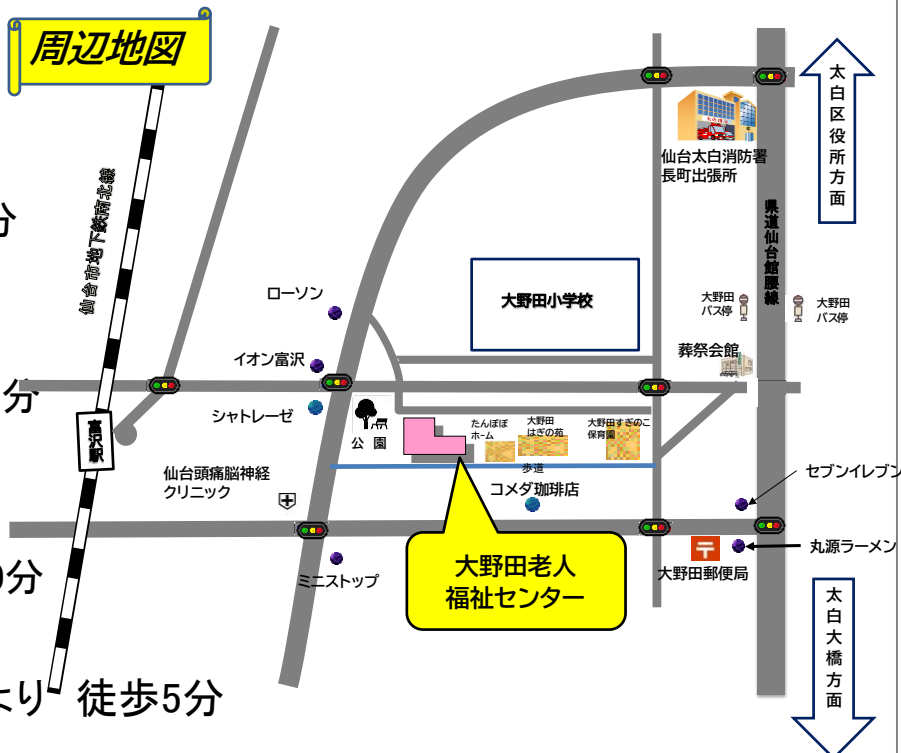 周辺地図
仙台市地下鉄南北線
太白区役所方面
仙台太白消防署
長町出張所
県道仙台館腰線
分
ローソン
大野田小学校
大野田
バス停
大野田
バス停
イオン富沢
葬祭会館
分
シャトレーゼ
公園
たんぽぽ
ホーム
大野田
はぎの苑
大野田すぎのこ
保育園
富沢駅
歩道
仙台頭痛脳神経
クリニック
コメダ珈琲店
セブンイレブン
〒
丸源ラーメン
大野田郵便局
ミニストップ
大野田老人
福祉センター
分
太白大橋方面
より 徒歩5分